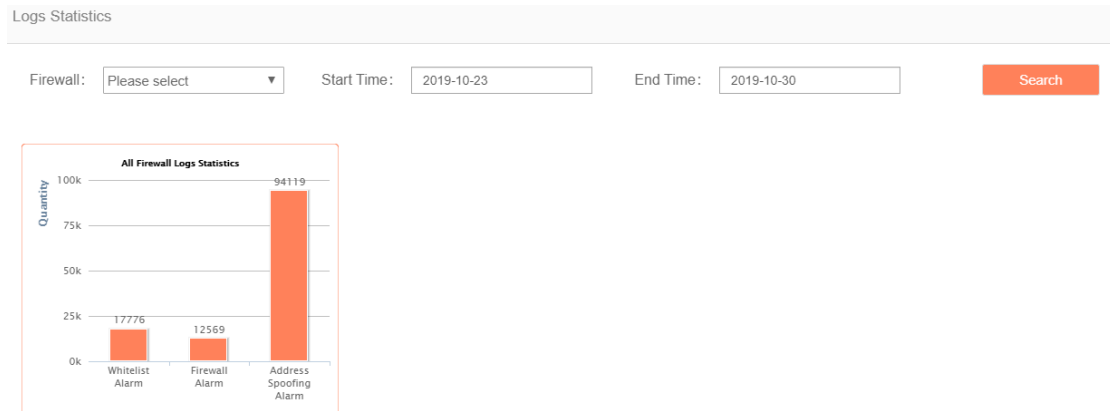 Logs Statistics
Firewall: Please select ▼ Start Time: 2019-10-23 End Time: 2019-10-30 Search
All Firewall Logs Statistics
Quantity
100k
75k
50k
25k
0k
17776
12569
94119
Whitelist
Alarm
Firewall
Alarm
Address
Spoofing
Alarm